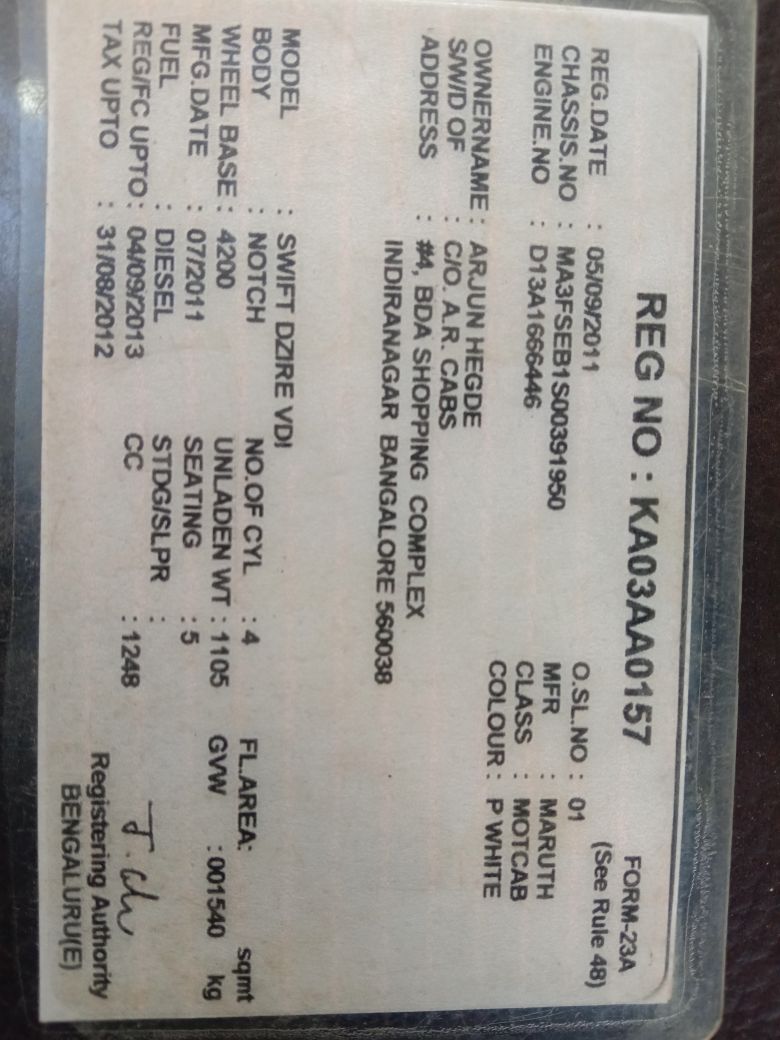 FORM-23A
REG NO : KA03AA0157 (See Rule 48)
REG.DATE : 05/09/2011 O.SL.NO : 01
CHASSIS.NO : MA3FSEB1S00391950 MFR : MARUTH
ENGINE.NO : D13A1666446 CLASS : MOTCAB
COLOUR : P WHITE
OWNERNAME : ARJUN HEGDE
S/W/D OF : C/O. A.R. CABS
ADDRESS : #4, BDA SHOPPING COMPLEX
INDIRANAGAR BANGALORE 560038
MODEL : SWIFT DZIRE VDI
BODY : NOTCH NO.OF CYL : 4 FL.AREA: sqmt
WHEEL BASE : 4200 UNLADEN WT : 1105 GVW : 001540 kg
MFG.DATE : 07/2011 SEATING : 5
FUEL : DIESEL STDG/SLPR :
REG/FC UPTO : 04/09/2013 CC : 1248
TAX UPTO : 31/08/2012
Registering Authority
BENGALURU(E)